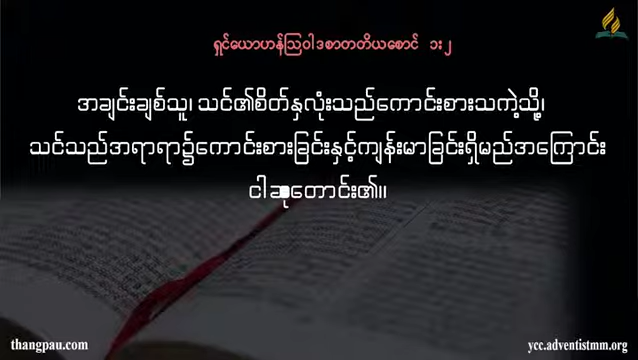 ရှင်ယောဟန်ဩဝါဒစာတတိယစောင် ၁း၂
အချင်းချစ်သူ၊ သင်၏စိတ်နှလုံးသည်ကောင်းစားသကဲ့သို့၊
သင်သည်အရာရာ၌ကောင်းစားခြင်းနှင့်ကျန်းမာခြင်းရှိမည်အကြောင်း
ငါဆုတောင်း၏။
thangpau.com
ycc.adventistmm.org